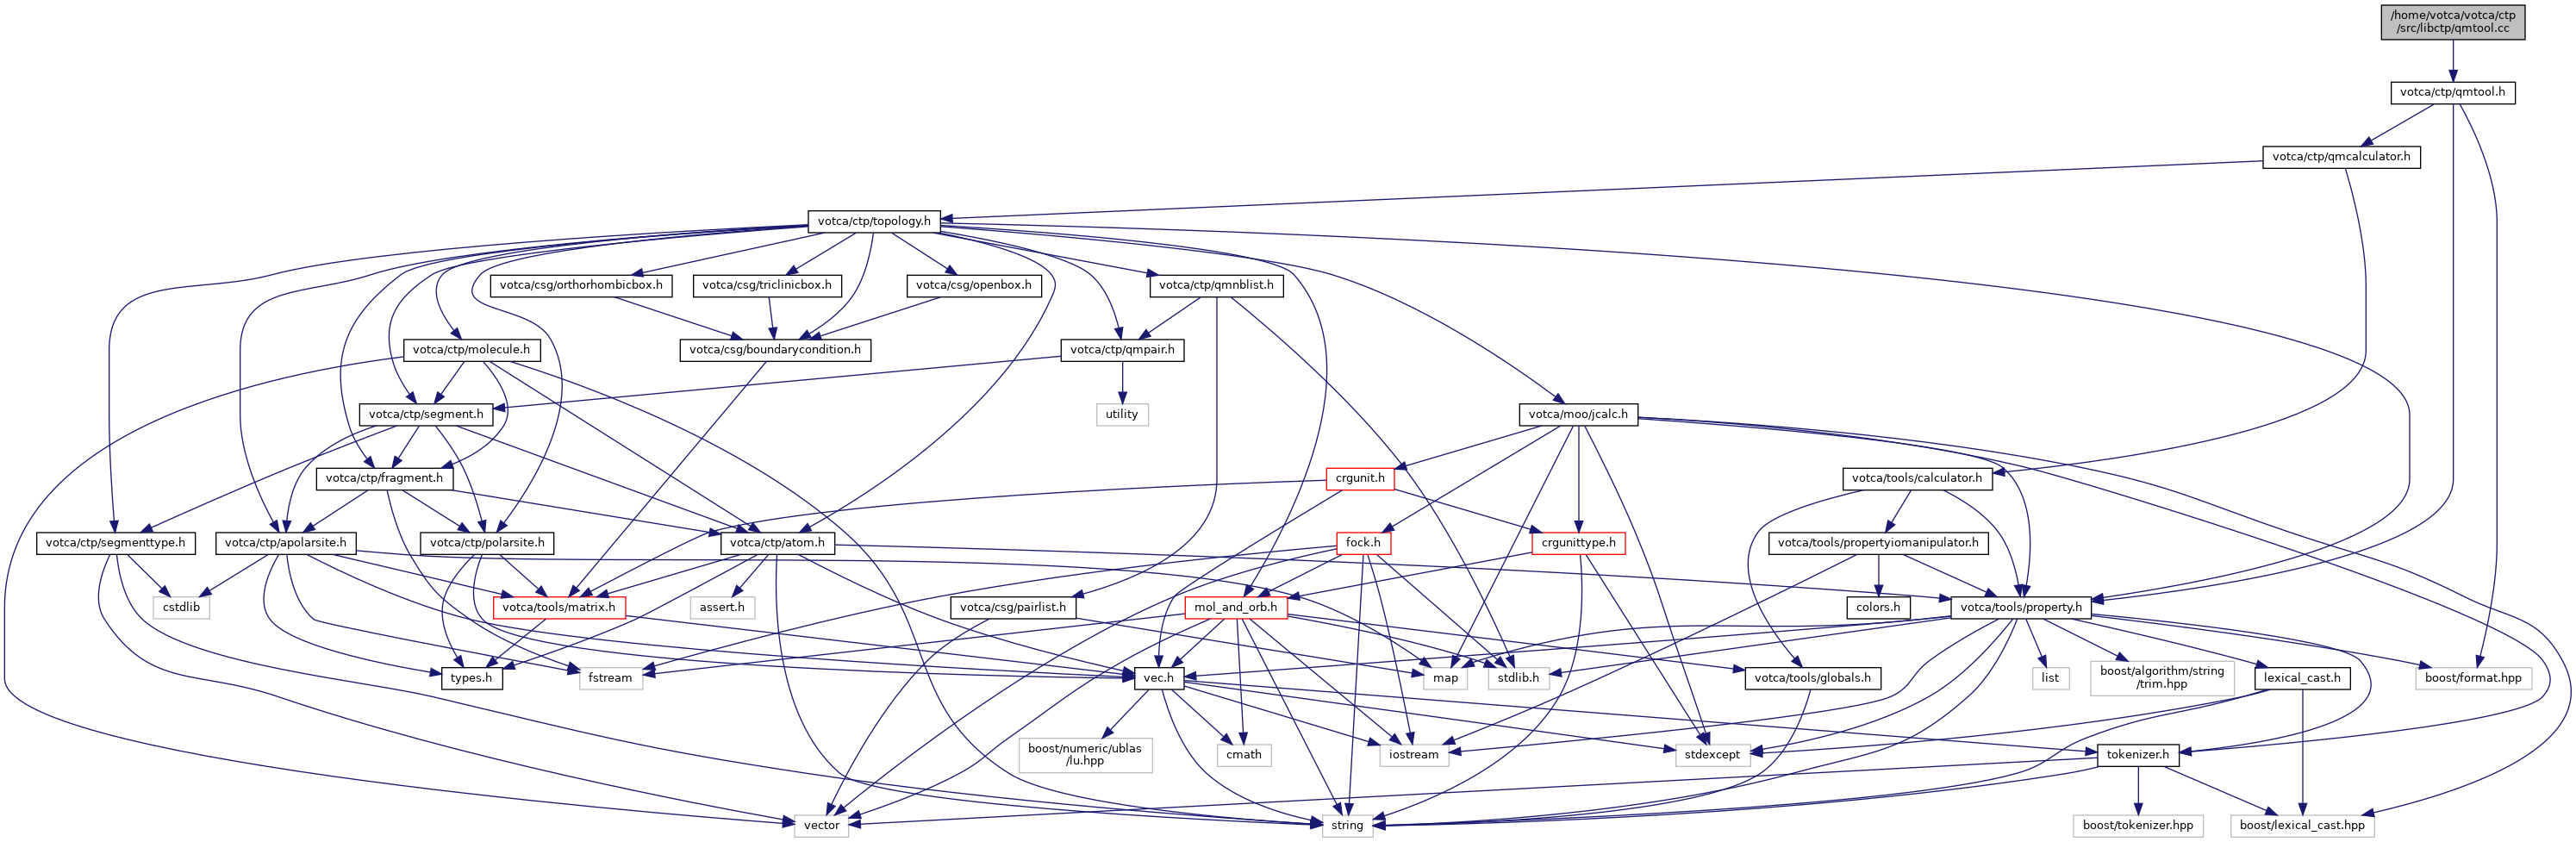 /home/votca/votca/ctp
/src/libctp/qmtool.cc
votca/ctp/qmtool.h
votca/ctp/qmcalculator.h
votca/ctp/topology.h
votca/csg/orthorhombicbox.h
votca/csg/triclinicbox.h
votca/csg/openbox.h
votca/ctp/qmnblist.h
votca/ctp/molecule.h
votca/csg/boundarycondition.h
votca/ctp/qmpair.h
votca/ctp/segment.h
utility
votca/moo/jcalc.h
votca/ctp/fragment.h
crgunit.h
votca/tools/calculator.h
votca/ctp/segmenttype.h
votca/ctp/apolarsite.h
votca/ctp/polarsite.h
votca/ctp/atom.h
fock.h
crgunittype.h
votca/tools/propertyiomanipulator.h
cstdlib
votca/tools/matrix.h
assert.h
votca/csg/pairlist.h
mol_and_orb.h
colors.h
votca/tools/property.h
types.h
fstream
vec.h
map
stdlib.h
votca/tools/globals.h
list
boost/algorithm/string
/trim.hpp
lexical_cast.h
boost/format.hpp
boost/numeric/ublas
/lu.hpp
cmath
iostream
stdexcept
tokenizer.h
vector
string
boost/tokenizer.hpp
boost/lexical_cast.hpp